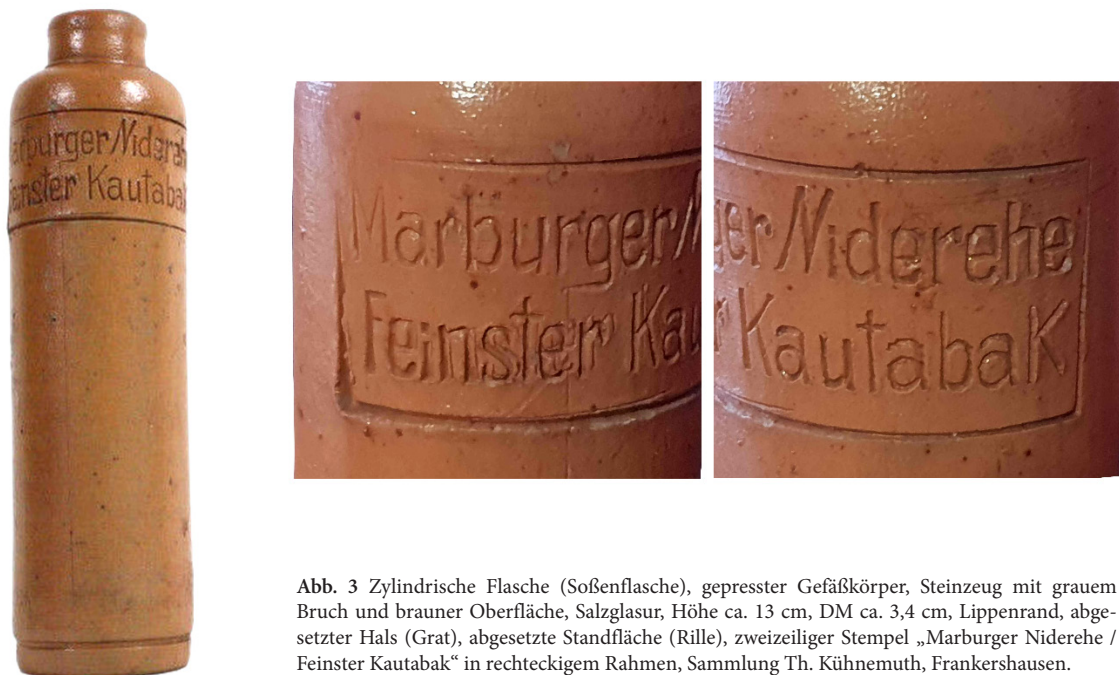 Marburger Niderehe
Feinster Kautabak
Marburger N
Feinster Kau
ger Niderehe
r KautabaK
Abb. 3 Zylindrische Flasche (Soßenflasche), gepresster Gefäßkörper, Steinzeug mit grauem
Bruch und brauner Oberfläche, Salzglasur, Höhe ca. 13 cm, DM ca. 3,4 cm, Lippenrand, abge-
setzter Hals (Grat), abgesetzte Standfläche (Rille), zweizeiliger Stempel „Marburger Niderehe /
Feinster Kautabak“ in rechteckigem Rahmen, Sammlung Th. Kühnemuth, Frankershausen.